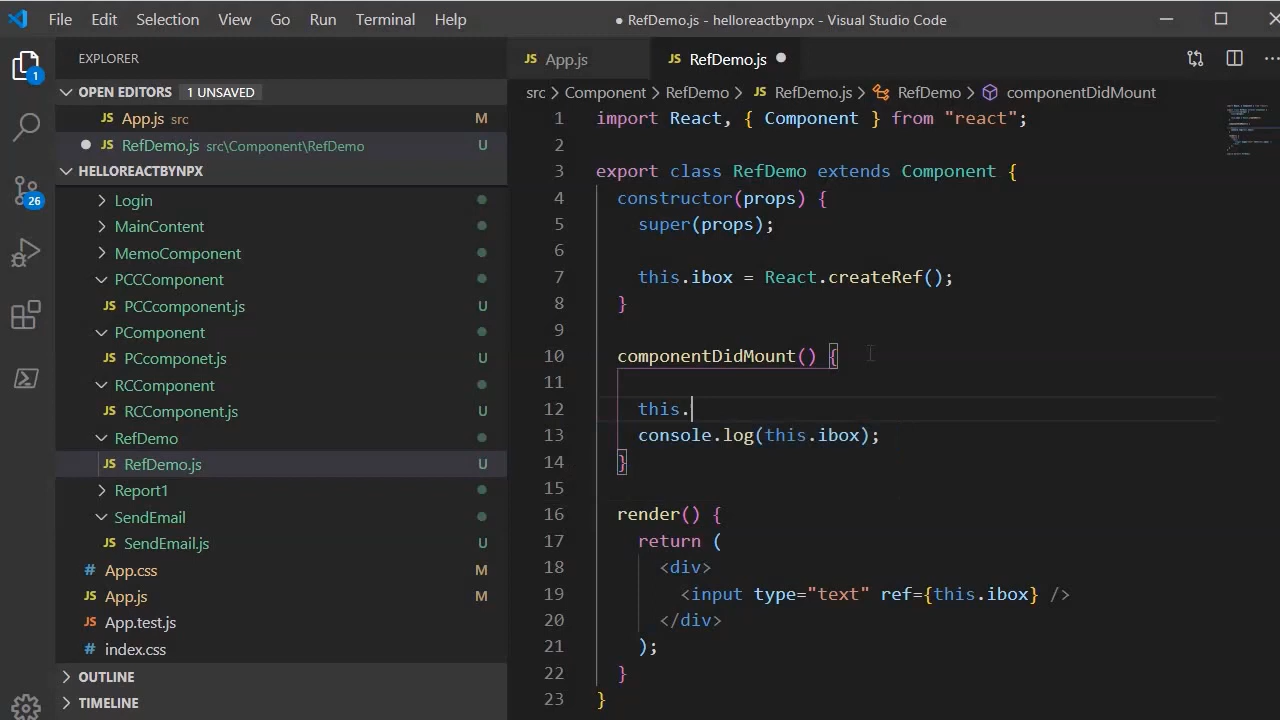 File Edit Selection View Go Run Terminal Help ● RefDemo.js - helloreactbynpx - Visual Studio Code
EXPLORER
1
OPEN EDITORS 1 UNSAVED
JS App.js src M
● JS RefDemo.js src\Component\RefDemo U
HELLOREACTBYNPX
26
Login
MainContent
MemoComponent
PCCComponent
JS PCCcomponent.js U
PComponent
JS PCcomponet.js U
RCComponent
JS RCComponent.js U
RefDemo
JS RefDemo.js U
Report1
SendEmail
JS SendEmail.js U
# App.css M
JS App.js M
App.test.js
# index.css
OUTLINE
TIMELINE
JS App.js JS RefDemo.js ●
src > Component > RefDemo > JS RefDemo.js > RefDemo > componentDidMount
1 import React, { Component } from "react";
2
3 export class RefDemo extends Component {
4 constructor(props) {
5 super(props);
6
7 this.ibox = React.createRef();
8 }
9
10 componentDidMount() {
11
12 this.
13 console.log(this.ibox);
14 }
15
16 render() {
17 return (
18 <div>
19 <input type="text" ref={this.ibox} />
20 </div>
21 );
22 }
23 }